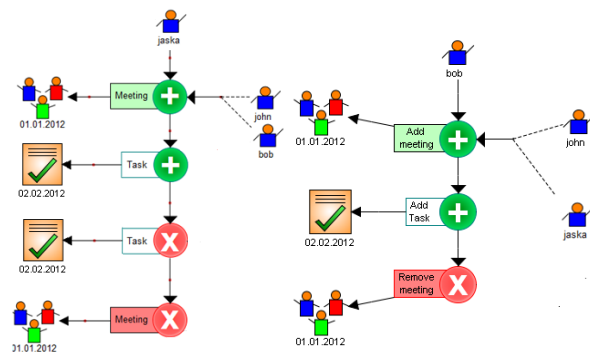 jaska
Meeting
01.01.2012
john
bob
Task
02.02.2012
Task
02.02.2012
Meeting
01.01.2012
bob
Add
meeting
01.01.2012
john
jaska
Add
Task
02.02.2012
Remove
meeting
01.01.2012